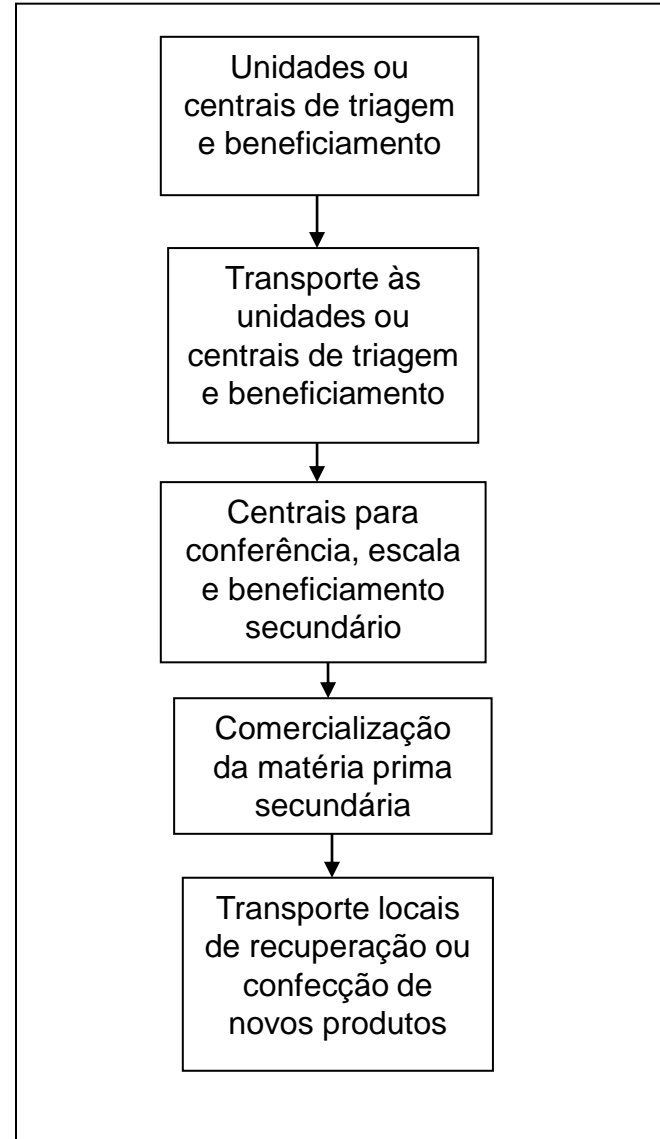 Unidades ou
centrais de triagem
e beneficiamento
Transporte às
unidades ou
centrais de triagem
e beneficiamento
Centrais para
conferência, escala
e beneficiamento
secundário
Comercialização
da matéria prima
secundária
Transporte locais
de recuperação ou
confecção de
novos produtos